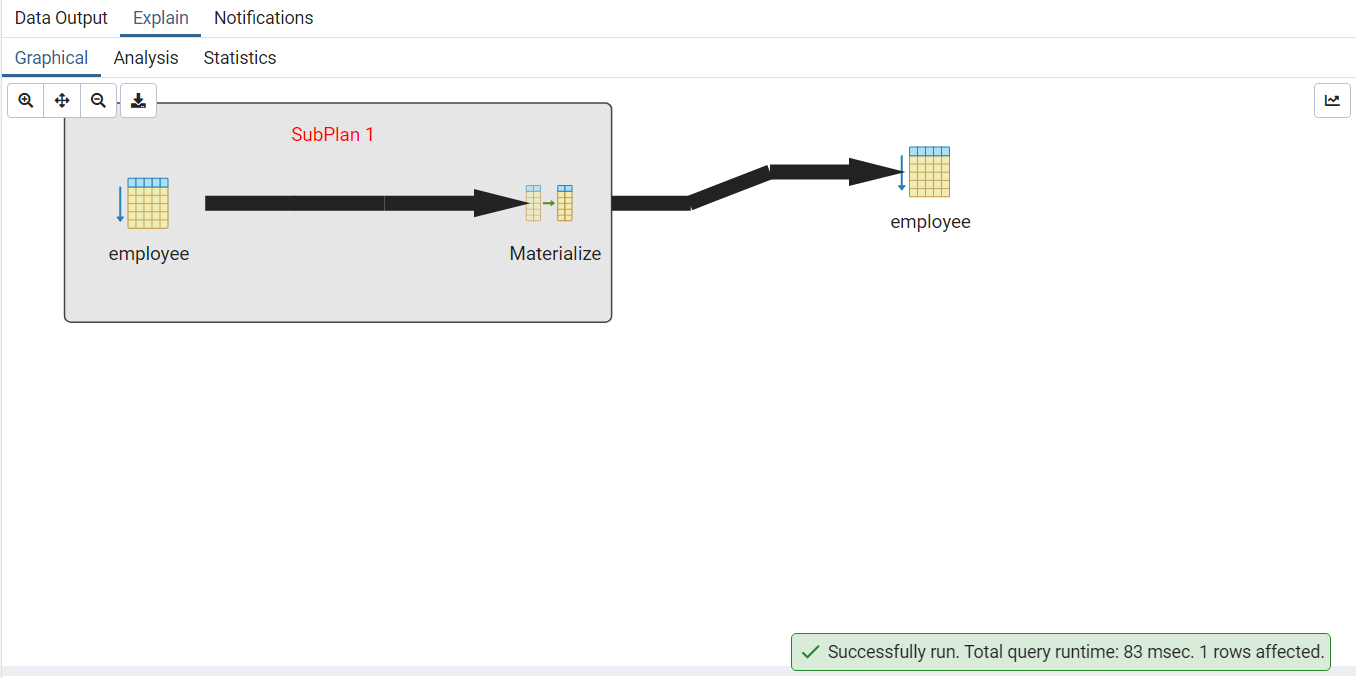 Data Output Explain Notifications
Graphical Analysis Statistics
SubPlan 1
employee
Materialize
employee
Successfully run. Total query runtime: 83 msec. 1 rows affected.